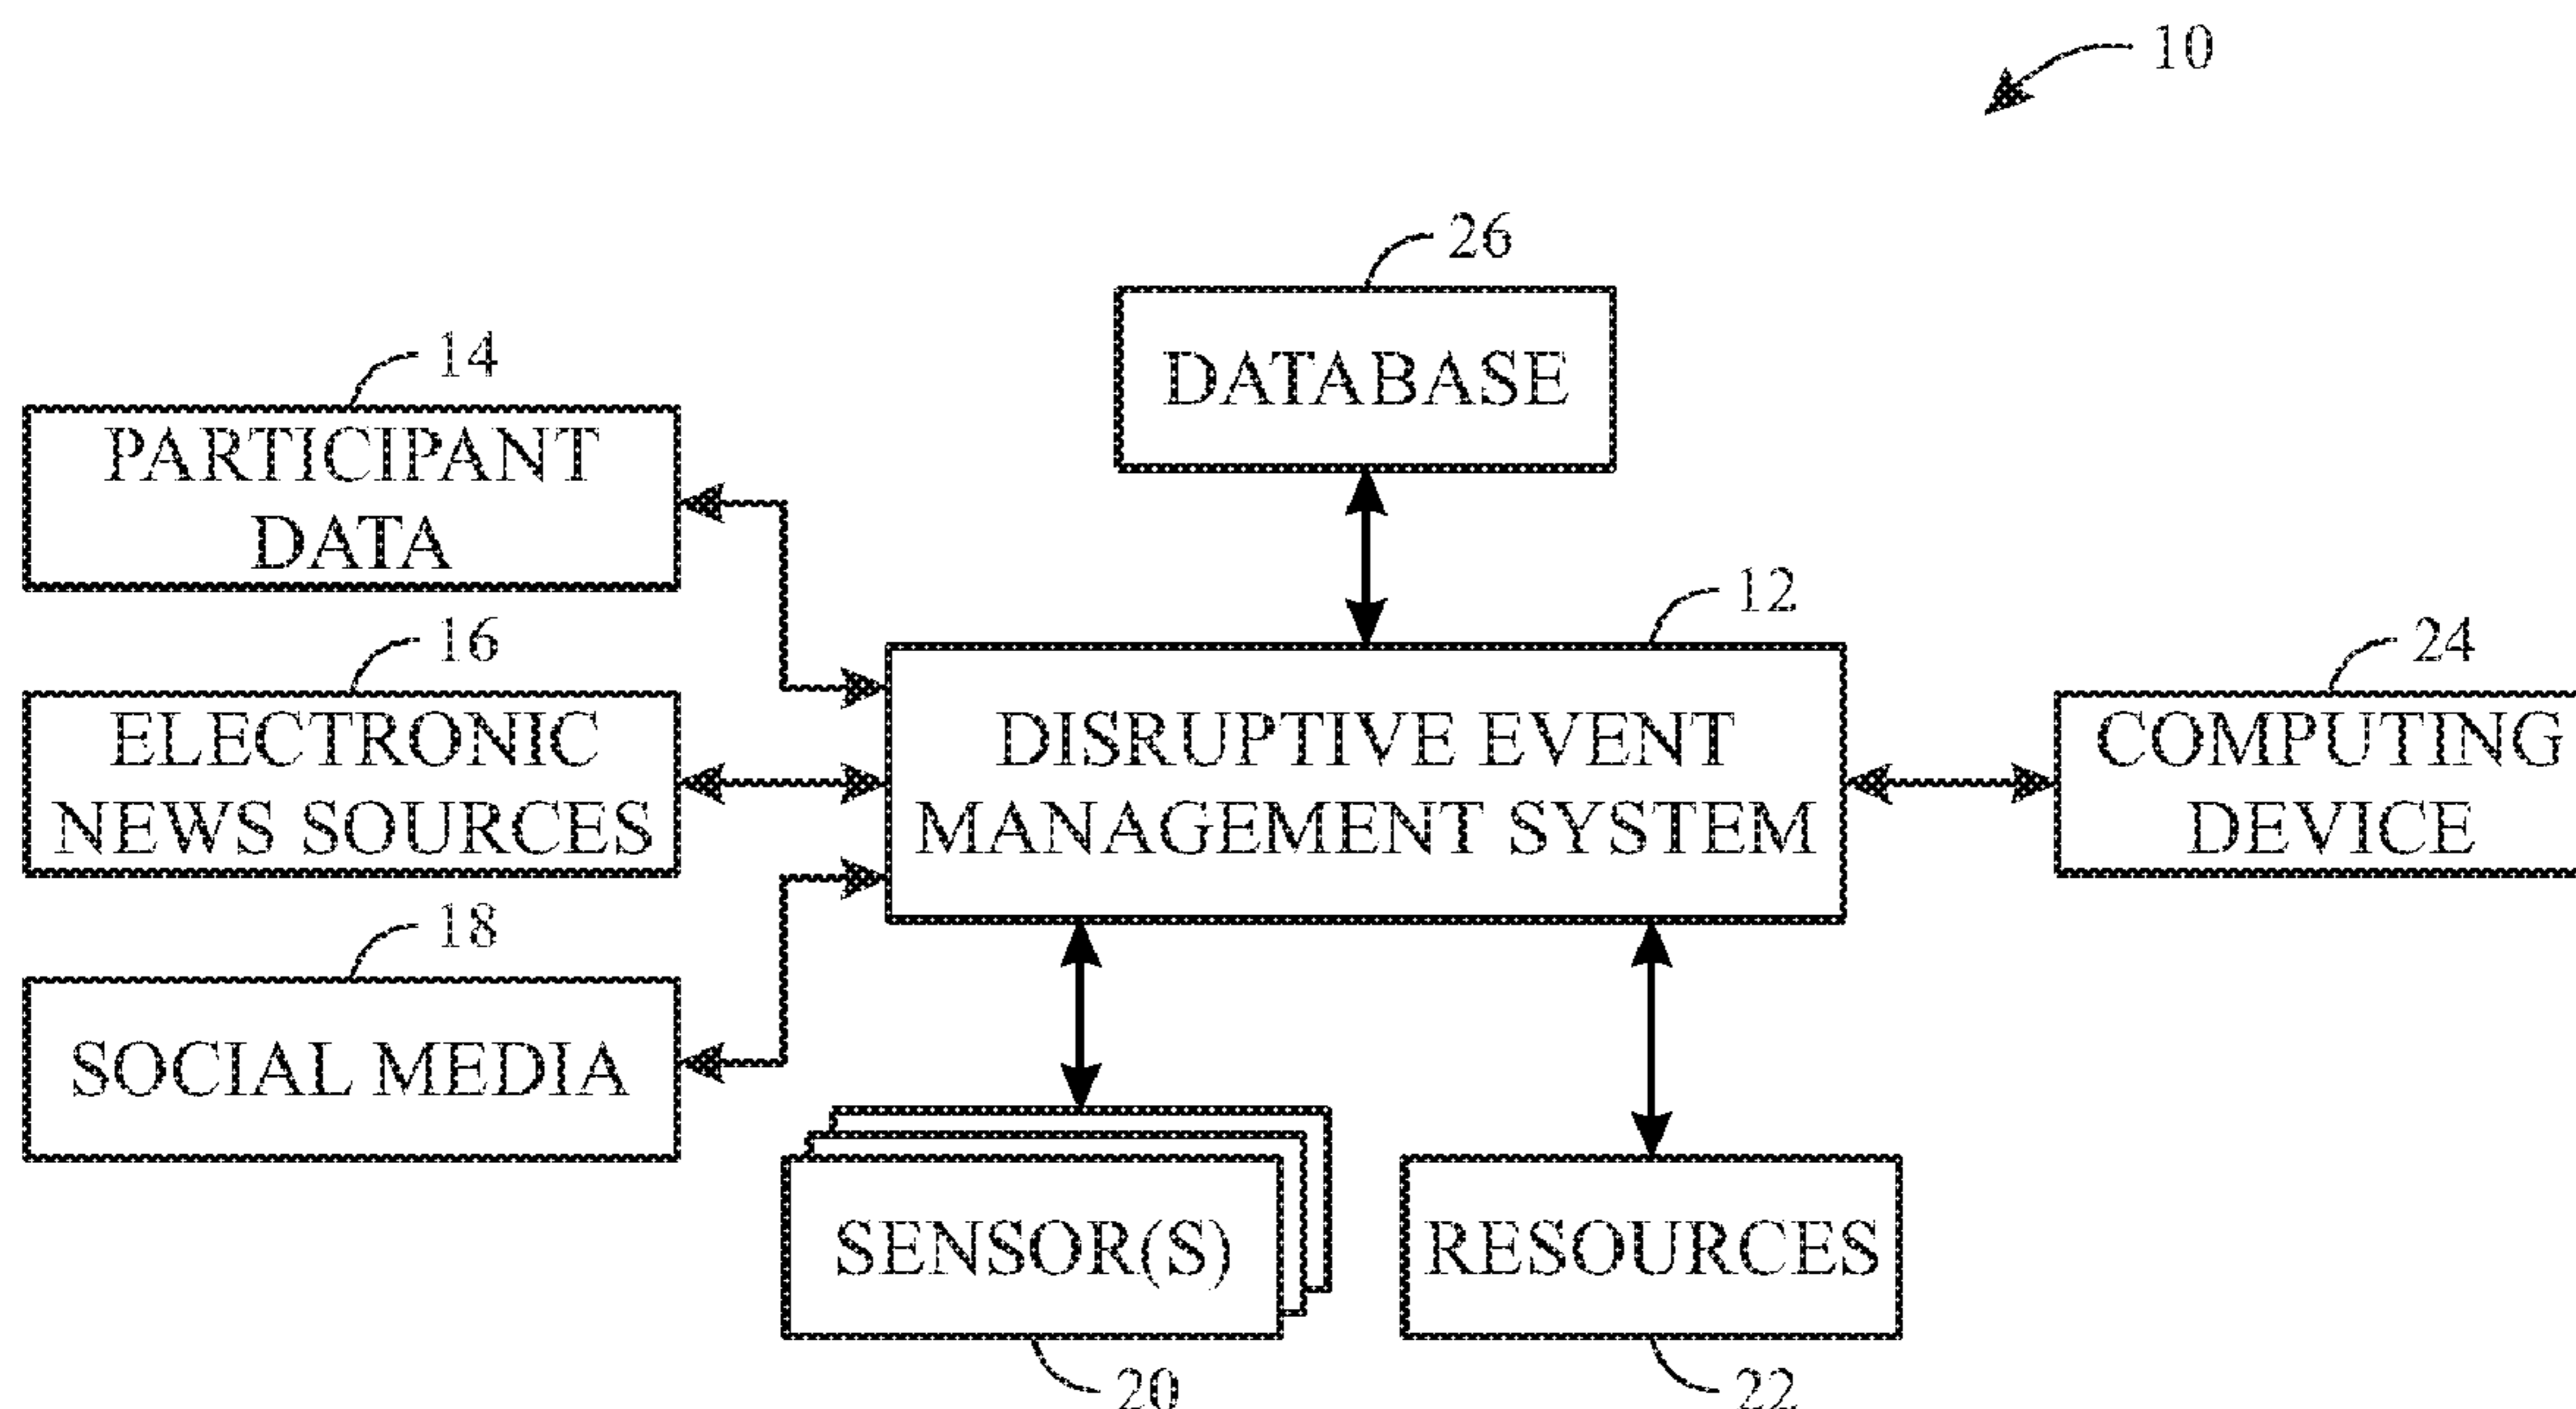 10
26
DATABASE
14
PARTICIPANT
DATA
12
16
ELECTRONIC
NEWS SOURCES
DISRUPTIVE EVENT
MANAGEMENT SYSTEM
24
COMPUTING
DEVICE
18
SOCIAL MEDIA
SENSOR(S)
20
RESOURCES
22